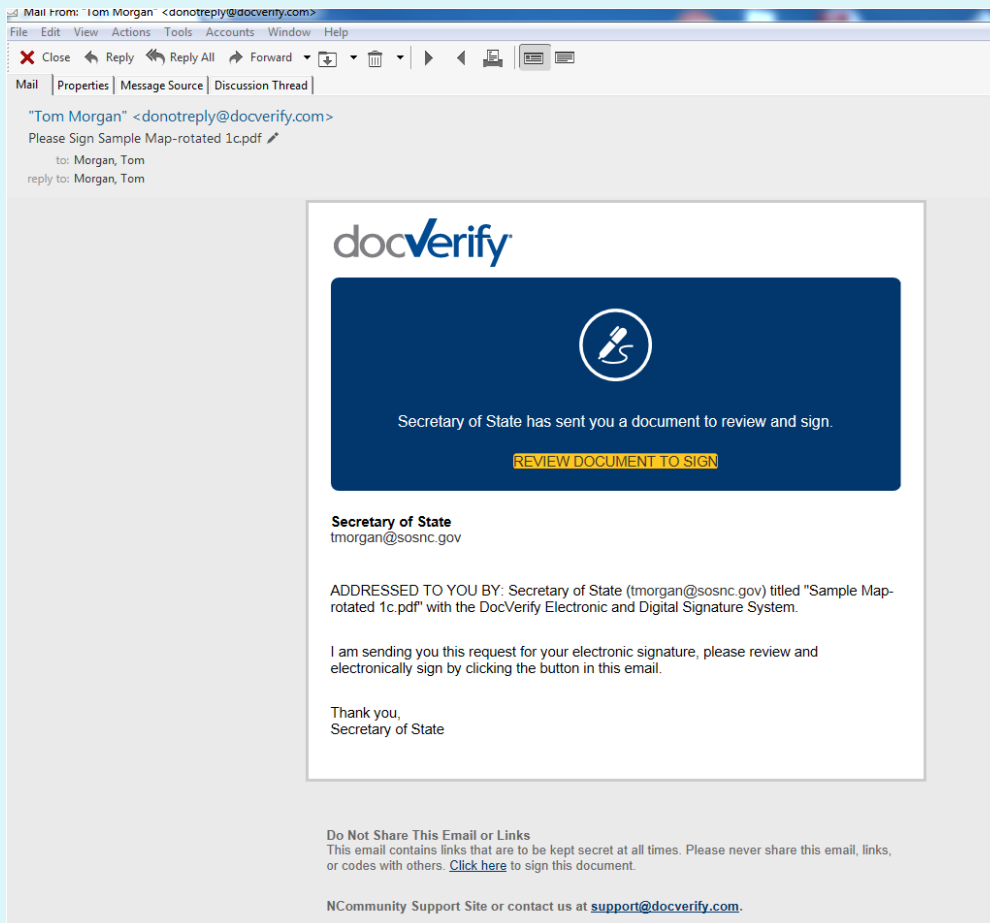 Mail From: "Tom Morgan" <donotreply@docverify.com>
File Edit View Actions Tools Accounts Window Help
Close Reply Reply All Forward
Mail Properties Message Source Discussion Thread
"Tom Morgan" <donotreply@docverify.com>
Please Sign Sample Map-rotated 1c.pdf
to: Morgan, Tom
reply to: Morgan, Tom
docVerify
Secretary of State has sent you a document to review and sign.
REVIEW DOCUMENT TO SIGN
Secretary of State
tmorgan@sosnc.gov
ADDRESSED TO YOU BY: Secretary of State (tmorgan@sosnc.gov) titled "Sample Map-
rotated 1c.pdf" with the DocVerify Electronic and Digital Signature System.
I am sending you this request for your electronic signature, please review and
electronically sign by clicking the button in this email.
Thank you,
Secretary of State
Do Not Share This Email or Links
This email contains links that are to be kept secret at all times. Please never share this email, links,
or codes with others. Click here to sign this document.
NCommunity Support Site or contact us at support@docverify.com.